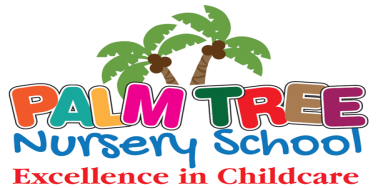 PALM TREE
Nursery School
Excellence in Childcare